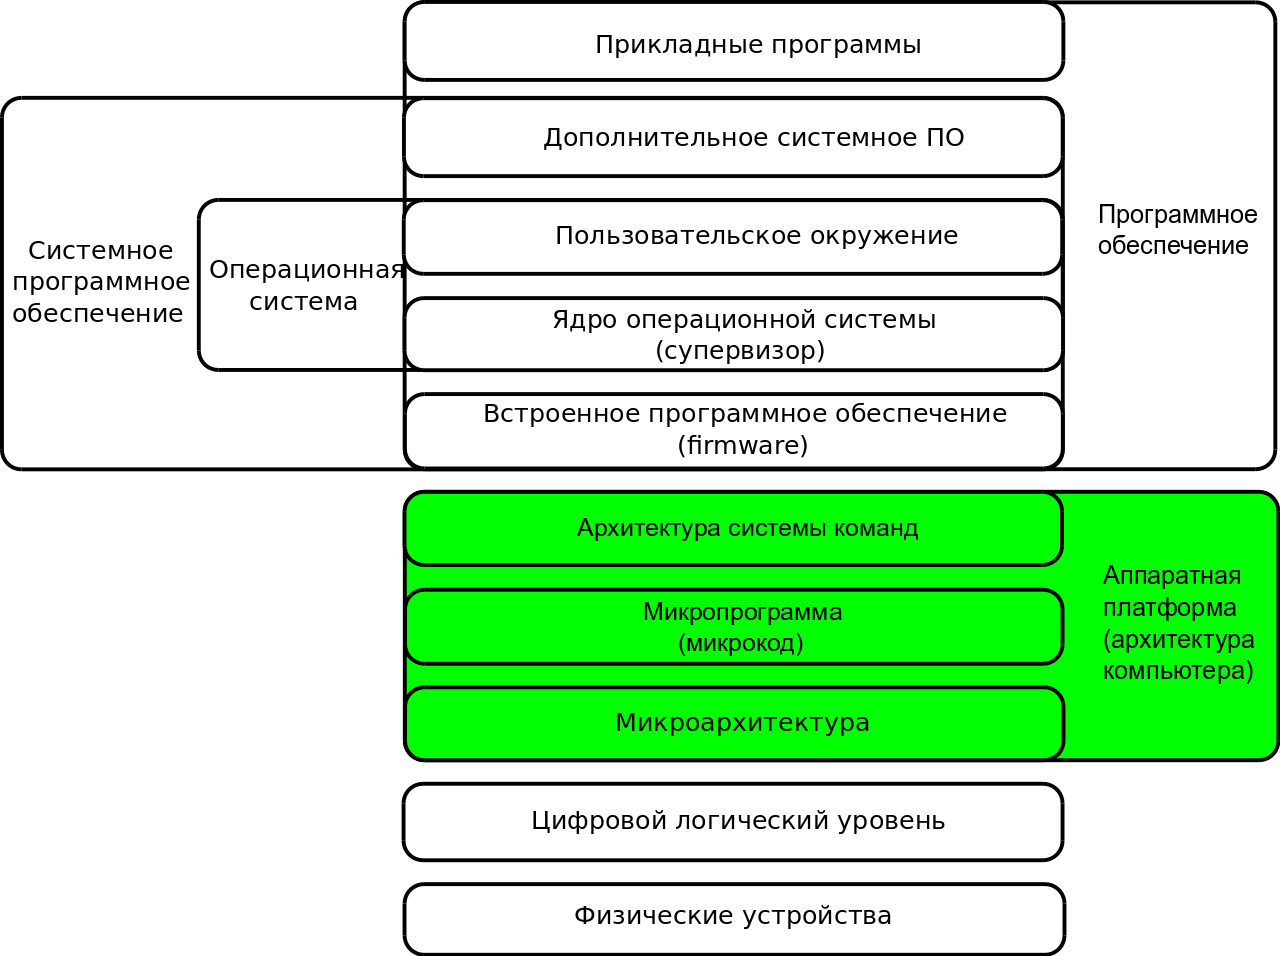 Прикладные программы
Дополнительное системное ПО
Пользовательское окружение
Ядро операционной системы
(супервизор)
Встроенное программное обеспечение
(firmware)
Системное
программное
обеспечение
Операционная
система
Программное
обеспечение
Архитектура системы команд
Микропрограмма
(микрокод)
Микроархитектура
Аппаратная
платформа
(архитектура
компьютера)
Цифровой логический уровень
Физические устройства